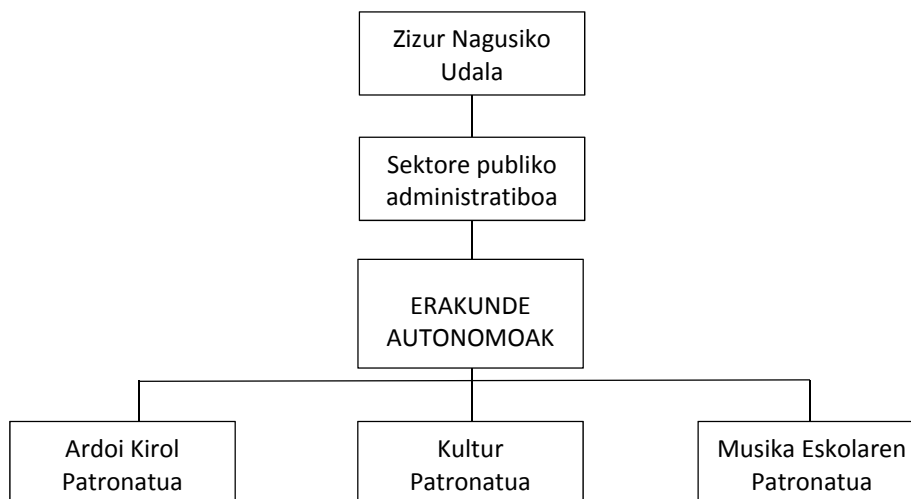 Zizur Nagusiko
Udala
Sektore publiko
administratiboa
ERAKUNDE
AUTONOMOAK
Ardoi Kirol
Patronatua
Kultur
Patronatua
Musika Eskolaren
Patronatua